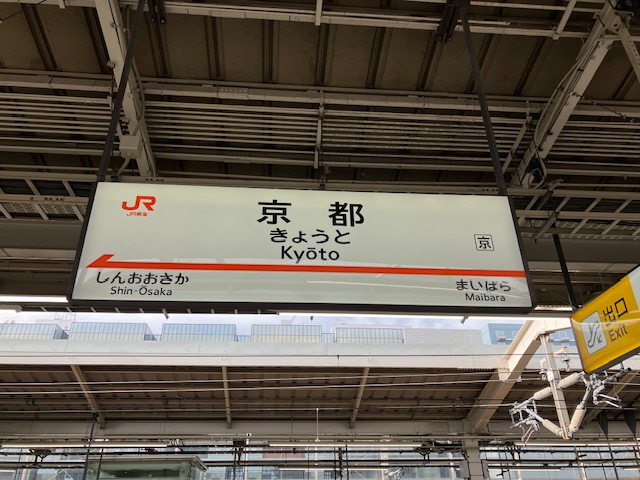 JR
JR東海
京都
きょうと
Kyōto
京
しんおおさか
Shin-Ōsaka
まいばら
Maibara
出口
Exit